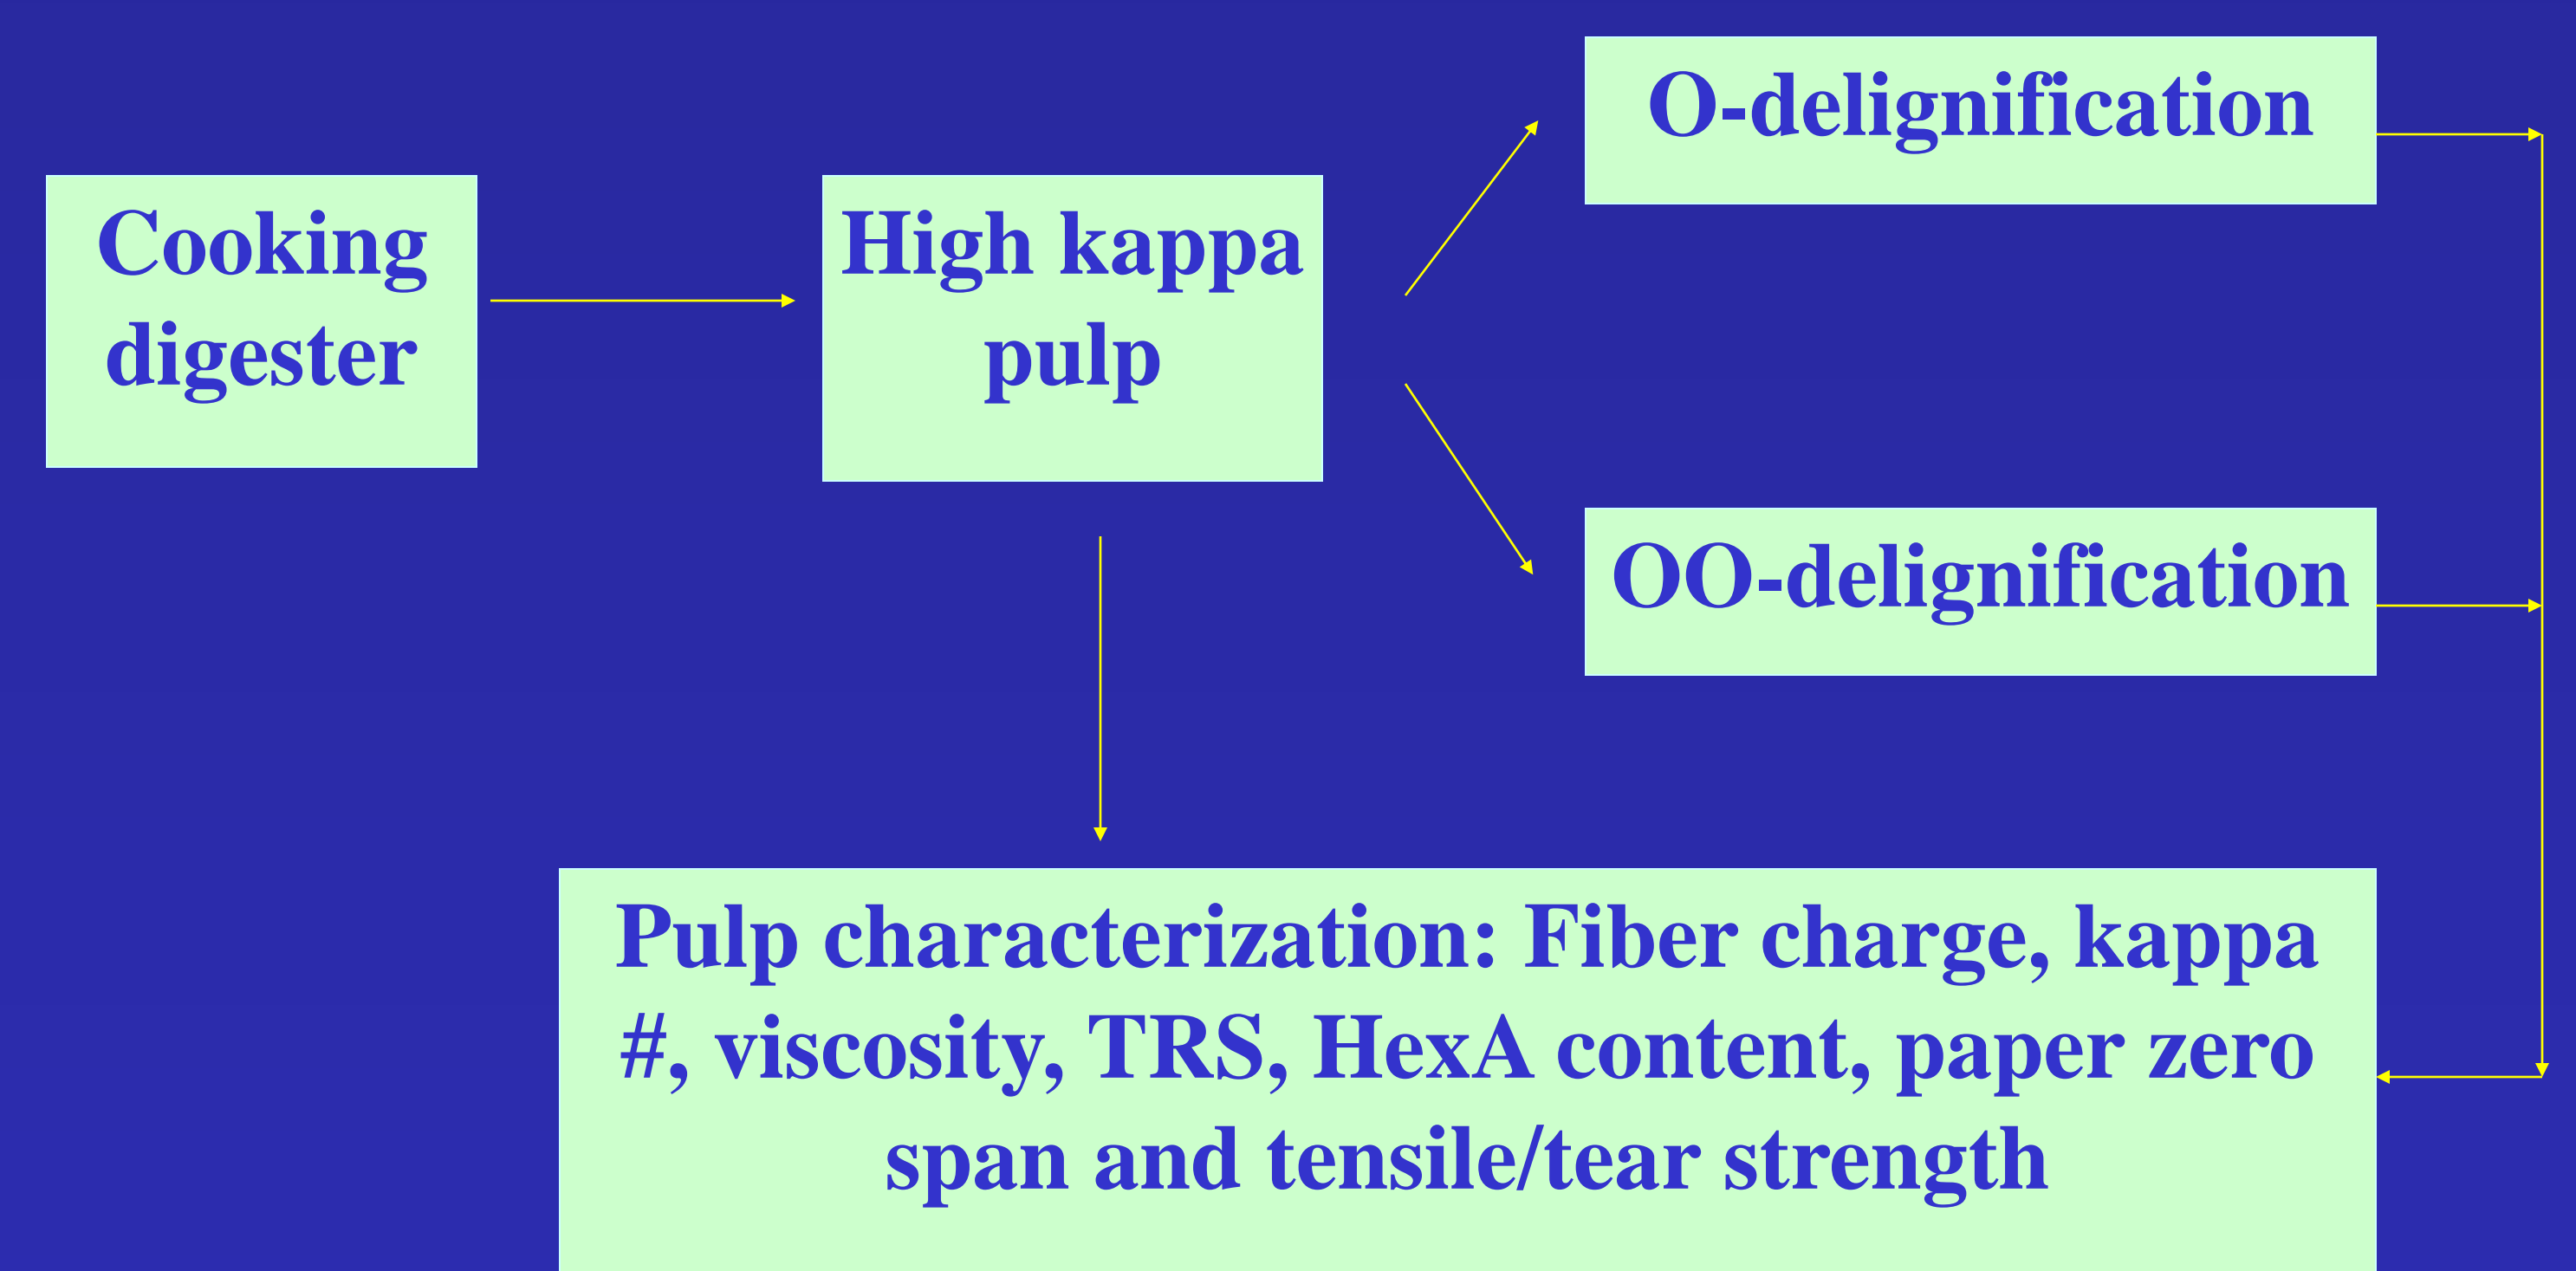 Cooking
digester
High kappa
pulp
O-delignification
OO-delignification
Pulp characterization: Fiber charge, kappa
#, viscosity, TRS, HexA content, paper zero
span and tensile/tear strength